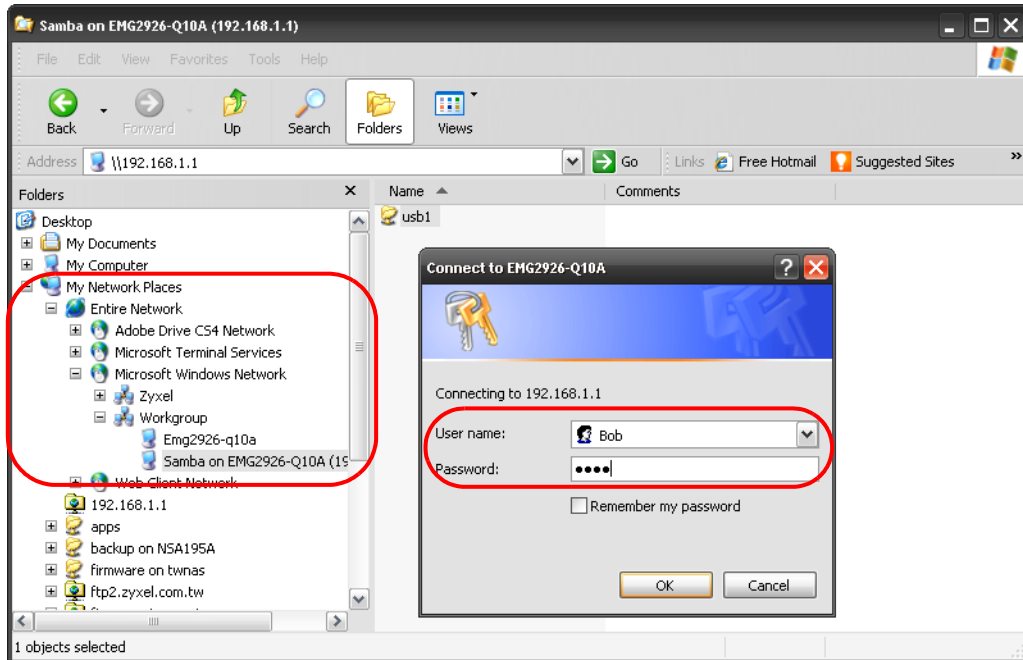 Samba on EMG2926-Q10A (192.168.1.1)
File Edit View Favorites Tools Help
Back Forward Up Search Folders Views
Address \\192.168.1.1 Go Links Free Hotmail Suggested Sites »
Folders
Name Comments
Desktop
usb1
My Documents
My Computer
My Network Places
Entire Network
Adobe Drive CS4 Network
Microsoft Terminal Services
Microsoft Windows Network
Zyxel
Workgroup
Emg2926-q10a
Samba on EMG2926-Q10A (19
Web Client Network
192.168.1.1
apps
backup on NSA195A
firmware on twnas
ftp2.zyxel.com.tw
Connect to EMG2926-Q10A
Connecting to 192.168.1.1
User name: Bob
Password: ●●●●
Remember my password
OK Cancel
1 objects selected